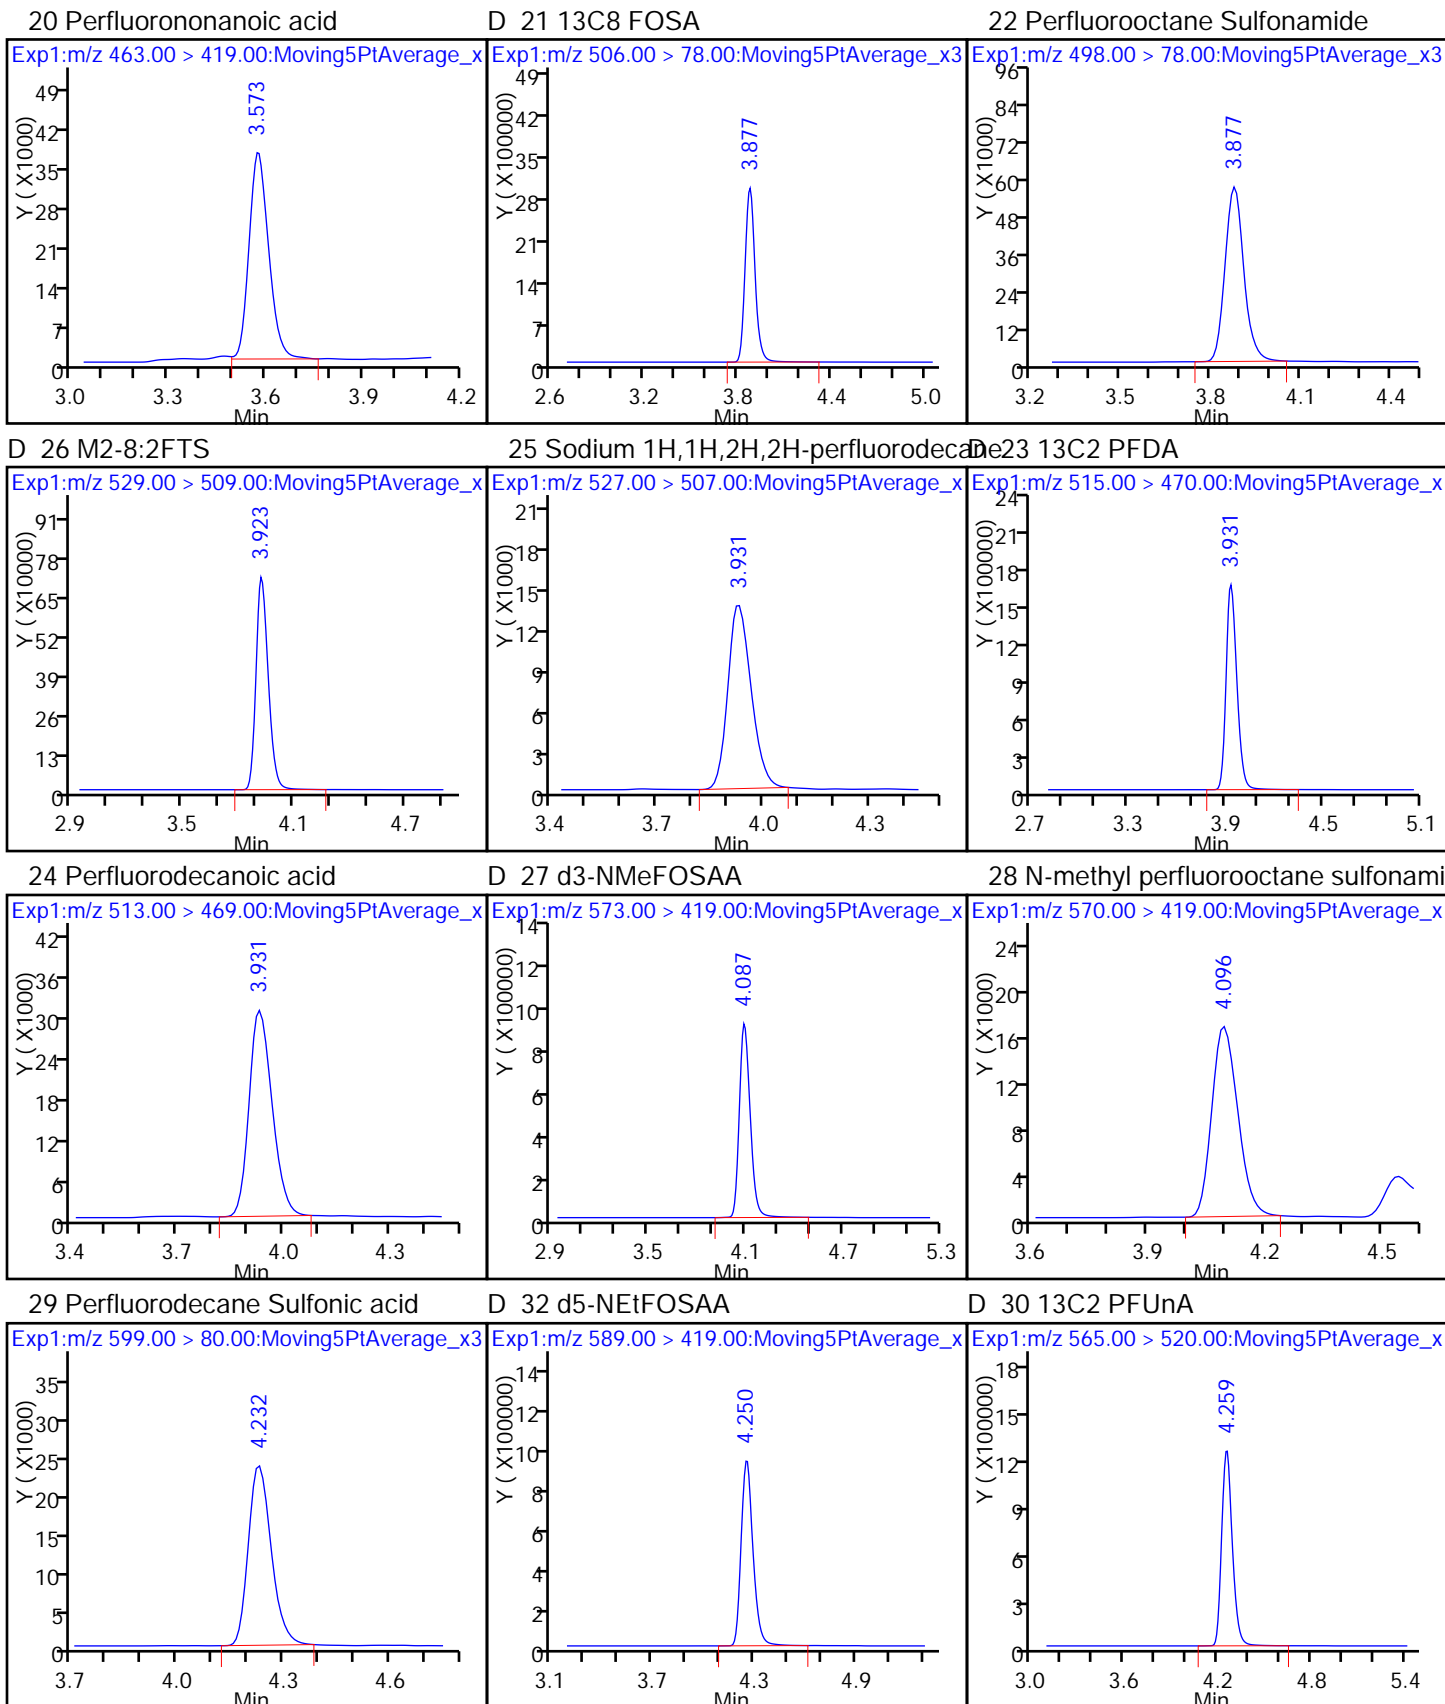 20 Perfluorononanoic acid
Exp1:m/z 463.00 > 419.00:Moving5PtAverage_x
3.573
Y ( X1000)
49
42
35
28
21
14
7
0
3.0 3.3 3.6 3.9 4.2
Min
D 21 13C8 FOSA
Exp1:m/z 506.00 > 78.00:Moving5PtAverage_x3
3.877
Y ( X100000)
49
42
35
28
21
14
7
0
2.6 3.2 3.8 4.4 5.0
Min
22 Perfluorooctane Sulfonamide
Exp1:m/z 498.00 > 78.00:Moving5PtAverage_x3
3.877
Y ( X1000)
96
84
72
60
48
36
24
12
0
3.2 3.5 3.8 4.1 4.4
Min
D 26 M2-8:2FTS
Exp1:m/z 529.00 > 509.00:Moving5PtAverage_x
3.923
Y ( X10000)
91
78
65
52
39
26
13
0
2.9 3.5 4.1 4.7
Min
25 Sodium 1H,1H,2H,2H-perfluorodecane
Exp1:m/z 527.00 > 507.00:Moving5PtAverage_x
3.931
Y ( X1000)
21
18
15
12
9
6
3
0
3.4 3.7 4.0 4.3
Min
D 23 13C2 PFDA
Exp1:m/z 515.00 > 470.00:Moving5PtAverage_x
3.931
Y ( X100000)
24
21
18
15
12
9
6
3
0
2.7 3.3 3.9 4.5 5.1
Min
24 Perfluorodecanoic acid
Exp1:m/z 513.00 > 469.00:Moving5PtAverage_x
3.931
Y ( X1000)
42
36
30
24
18
12
6
0
3.4 3.7 4.0 4.3
Min
D 27 d3-NMeFOSAA
Exp1:m/z 573.00 > 419.00:Moving5PtAverage_x
4.087
Y ( X100000)
14
12
10
8
6
4
2
0
2.9 3.5 4.1 4.7 5.3
Min
28 N-methyl perfluorooctane sulfonami
Exp1:m/z 570.00 > 419.00:Moving5PtAverage_x
4.096
Y ( X1000)
24
20
16
12
8
4
0
3.6 3.9 4.2 4.5
Min
29 Perfluorodecane Sulfonic acid
Exp1:m/z 599.00 > 80.00:Moving5PtAverage_x3
4.232
Y ( X1000)
35
30
25
20
15
10
5
0
3.7 4.0 4.3 4.6
Min
D 32 d5-NEtFOSAA
Exp1:m/z 589.00 > 419.00:Moving5PtAverage_x
4.250
Y ( X100000)
14
12
10
8
6
4
2
0
3.1 3.7 4.3 4.9
Min
D 30 13C2 PFUnA
Exp1:m/z 565.00 > 520.00:Moving5PtAverage_x
4.259
Y ( X100000)
18
15
12
9
6
3
0
3.0 3.6 4.2 4.8 5.4
Min